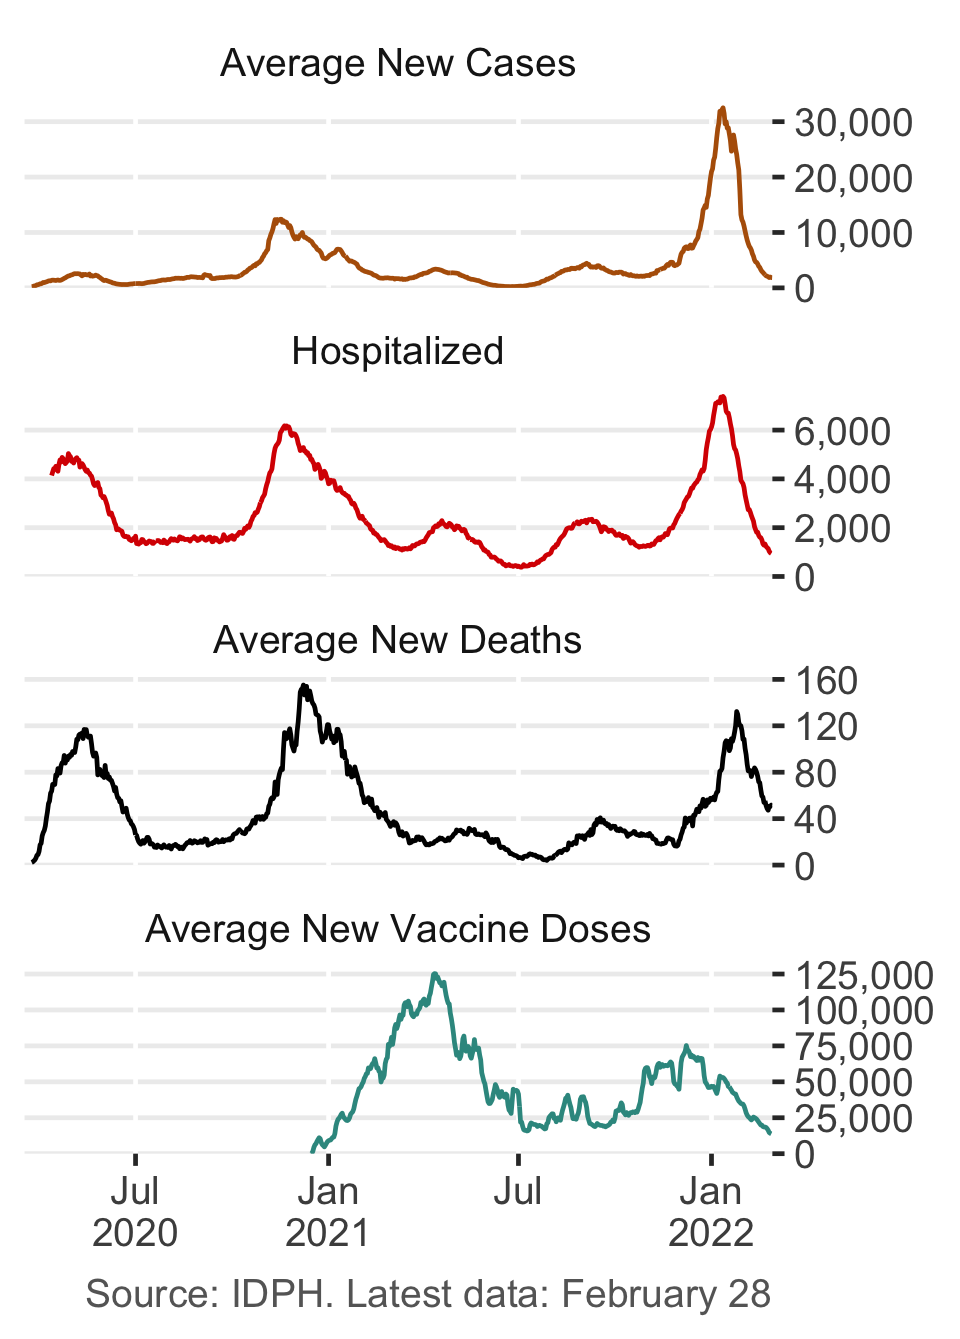 Average New Cases
30,000
20,000
10,000
0
Hospitalized
6,000
4,000
2,000
0
Average New Deaths
160
120
80
40
0
Average New Vaccine Doses
125,000
100,000
75,000
50,000
25,000
0
Jul Jan Jul Jan
2020 2021 2022
Source: IDPH. Latest data: February 28